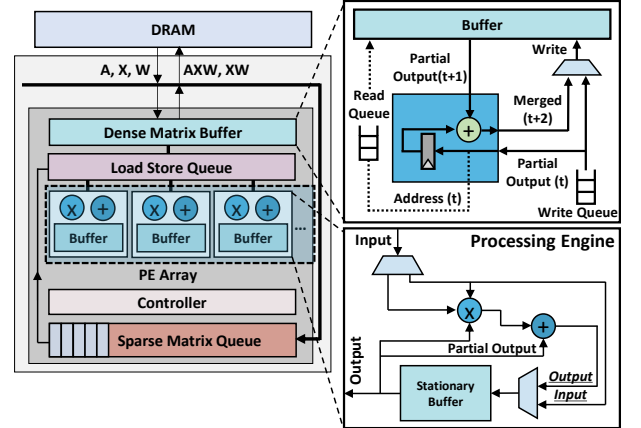 DRAM
A, X, W
AXW, XW
Dense Matrix Buffer
Load Store Queue
X + X + X +
Buffer Buffer Buffer ...
PE Array
Controller
Sparse Matrix Queue
Buffer
Partial
Output(t+1)
Write
Read
Queue
+
Merged
(t+2)
Partial
Output (t)
Address (t)
Write Queue
Input
Processing Engine
X
+
Partial Output
Output
Stationary
Buffer
Output
Input